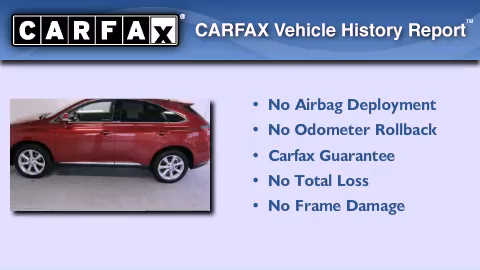 CARFAX®
CARFAX Vehicle History Report™
• No Airbag Deployment
• No Odometer Rollback
• Carfax Guarantee
• No Total Loss
• No Frame Damage